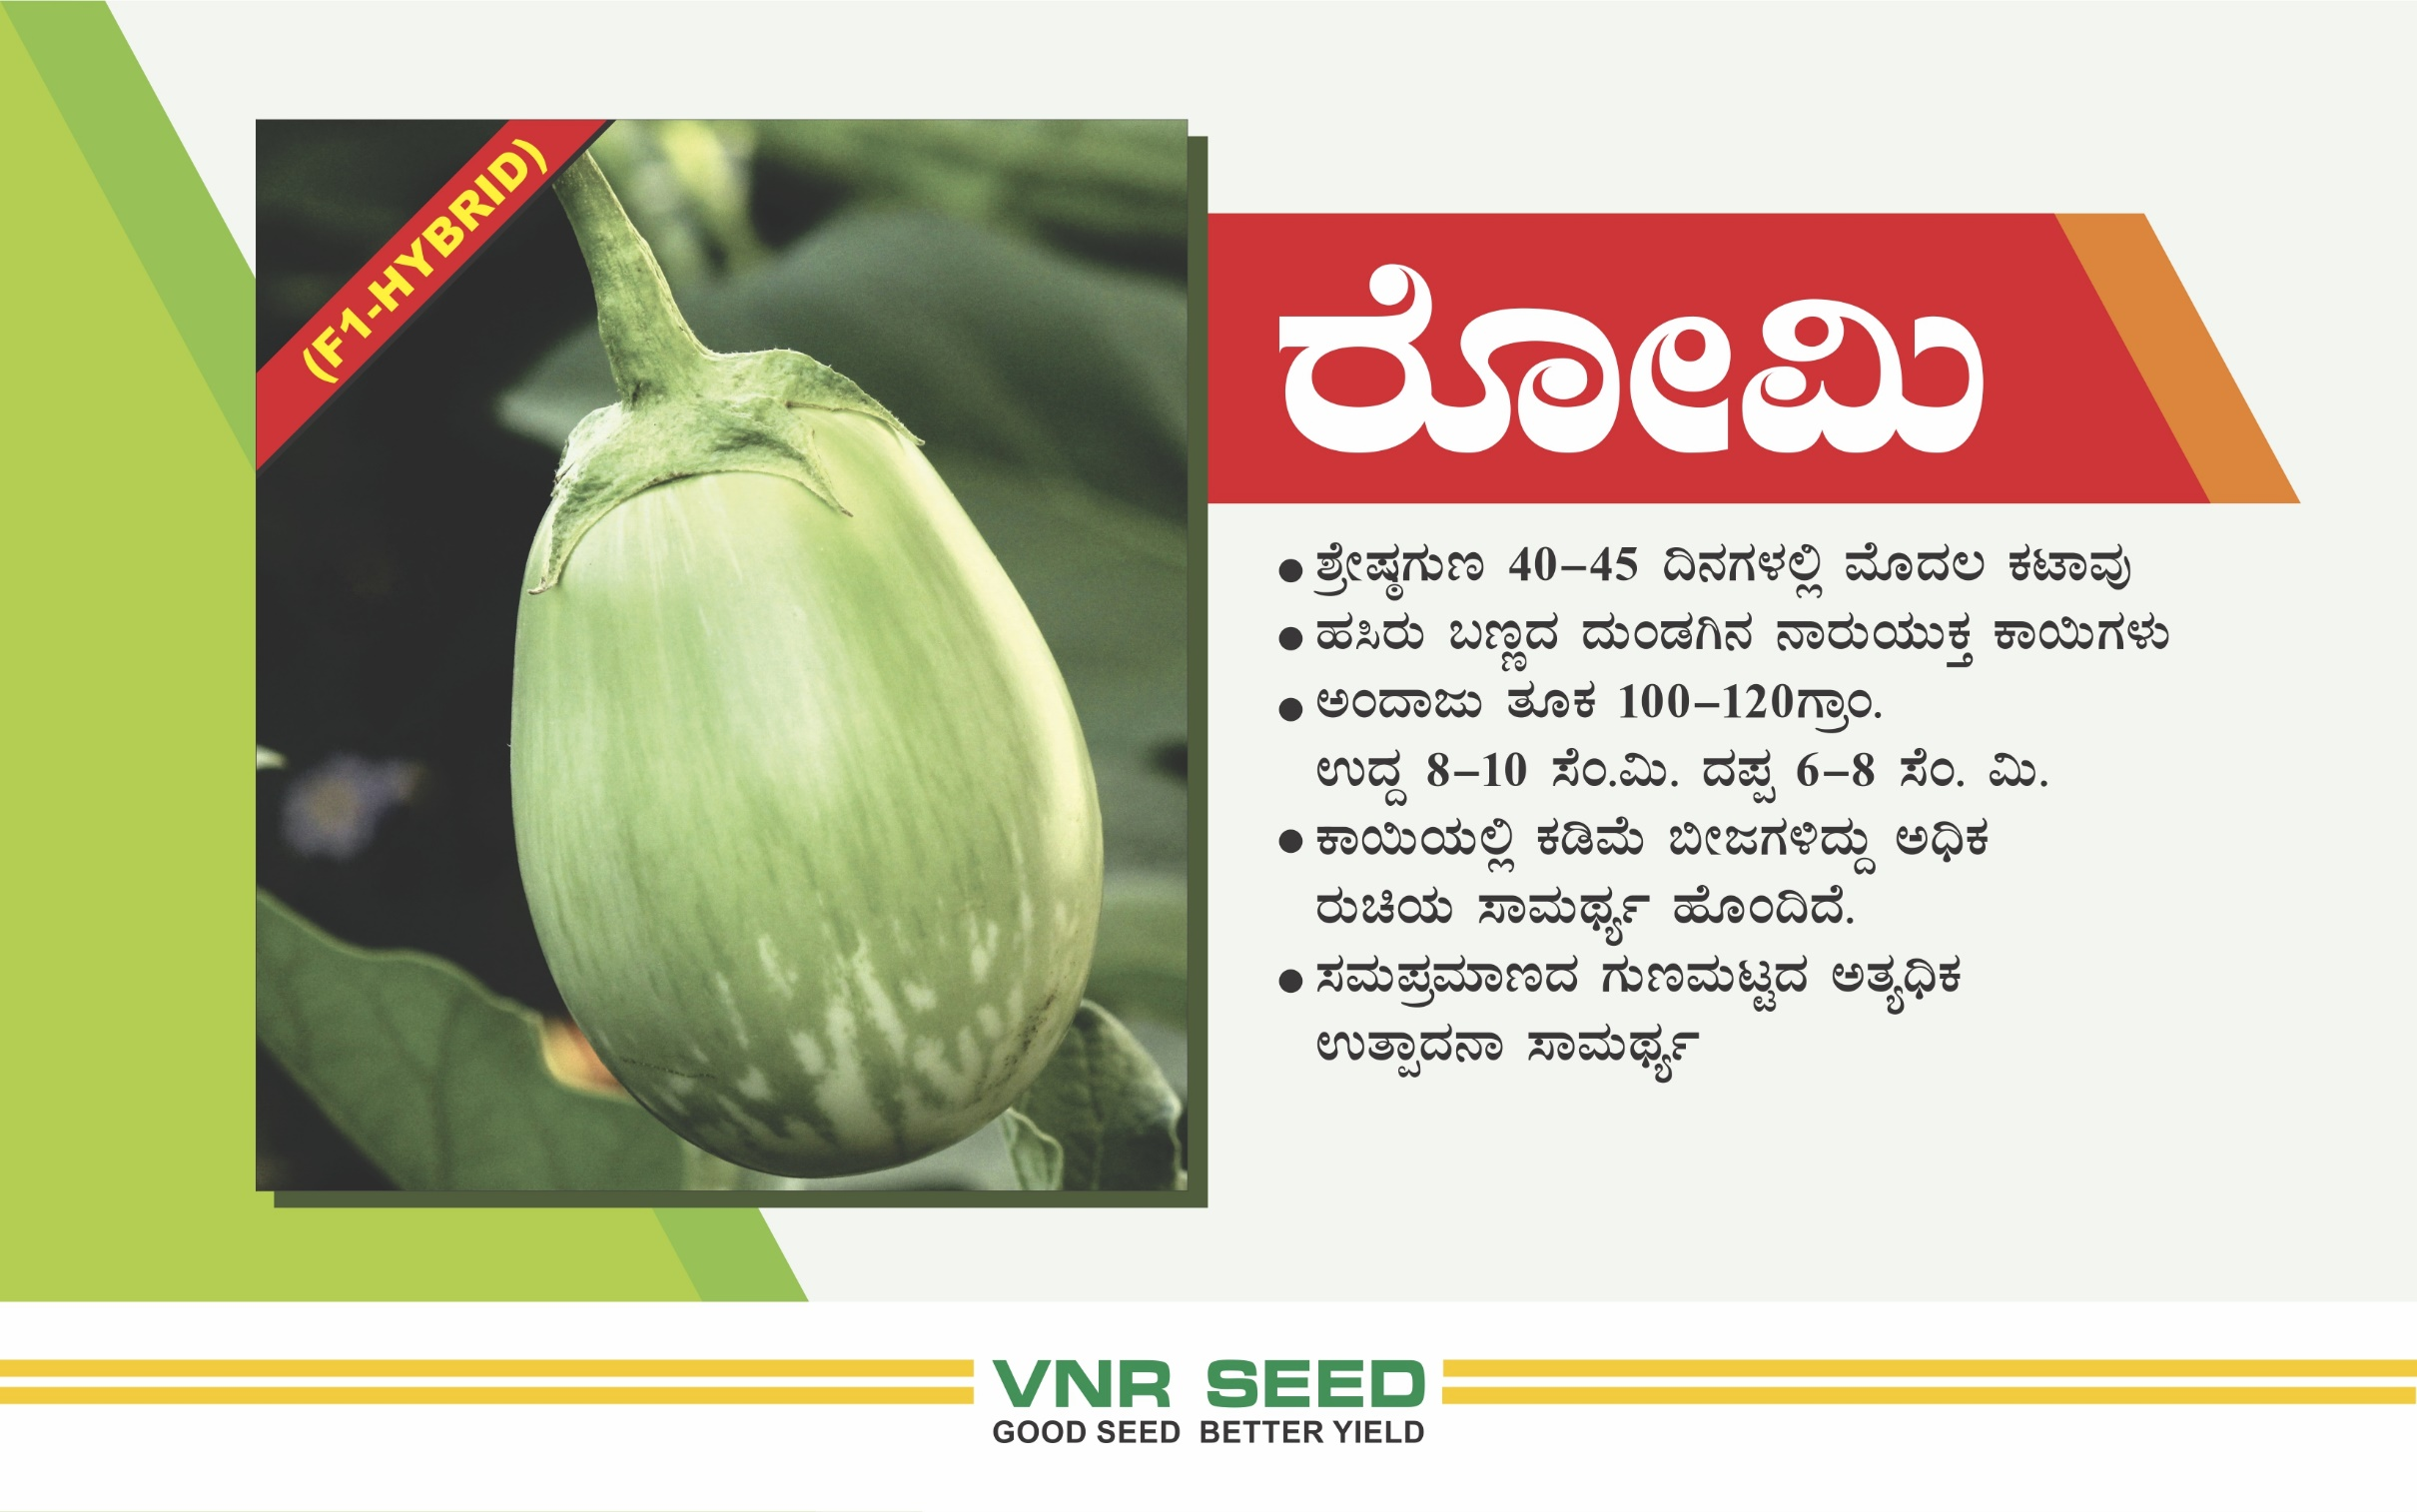 (F1-HYBRID))
ರೋಮಿ
● ಶ್ರೇಷ್ಠಗುಣ 40-45 ದಿನಗಳಲ್ಲಿ ಮೊದಲ ಕಟಾವು
● ಹಸಿರು ಬಣ್ಣದ ದುಂಡಗಿನ ನಾರುಯುಕ್ತ ಕಾಯಿಗಳು
● ಅಂದಾಜು ತೂಕ 100-120ಗ್ರಾಂ.
ಉದ್ದ 8-10 ಸೆಂ.ಮಿ. ದಪ್ಪ 6-8 ಸೆಂ. ಮಿ.
● ಕಾಯಿಯಲ್ಲಿ ಕಡಿಮೆ ಬೀಜಗಳಿದ್ದು ಅಧಿಕ
ರುಚಿಯ ಸಾಮರ್ಥ್ಯ ಹೊಂದಿದೆ.
● ಸಮಪ್ರಮಾಣದ ಗುಣಮಟ್ಟದ ಅತ್ಯಧಿಕ
ಉತ್ಪಾದನಾ ಸಾಮರ್ಥ್ಯ
VNR SEED
GOOD SEED BETTER YIELD